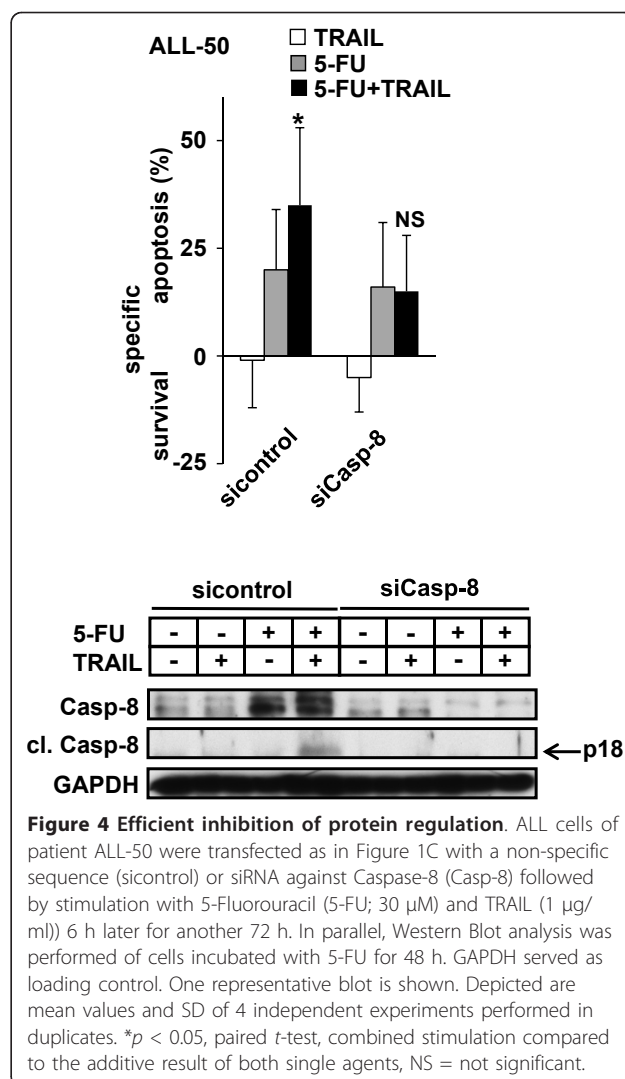 ALL-50
TRAIL
5-FU
5-FU+TRAIL
specific survival apoptosis (%)
50
25
0
-25
*
NS
sicontrol
siCasp-8
sicontrol siCasp-8
5-FU - - + + - - + +
TRAIL - + - + - + - +
Casp-8
cl. Casp-8 ←p18
GAPDH
Figure 4 Efficient inhibition of protein regulation. ALL cells of
patient ALL-50 were transfected as in Figure 1C with a non-specific
sequence (sicontrol) or siRNA against Caspase-8 (Casp-8) followed
by stimulation with 5-Fluorouracil (5-FU; 30 μM) and TRAIL (1 μg/
ml)) 6 h later for another 72 h. In parallel, Western Blot analysis was
performed of cells incubated with 5-FU for 48 h. GAPDH served as
loading control. One representative blot is shown. Depicted are
mean values and SD of 4 independent experiments performed in
duplicates. *p < 0.05, paired t-test, combined stimulation compared
to the additive result of both single agents, NS = not significant.